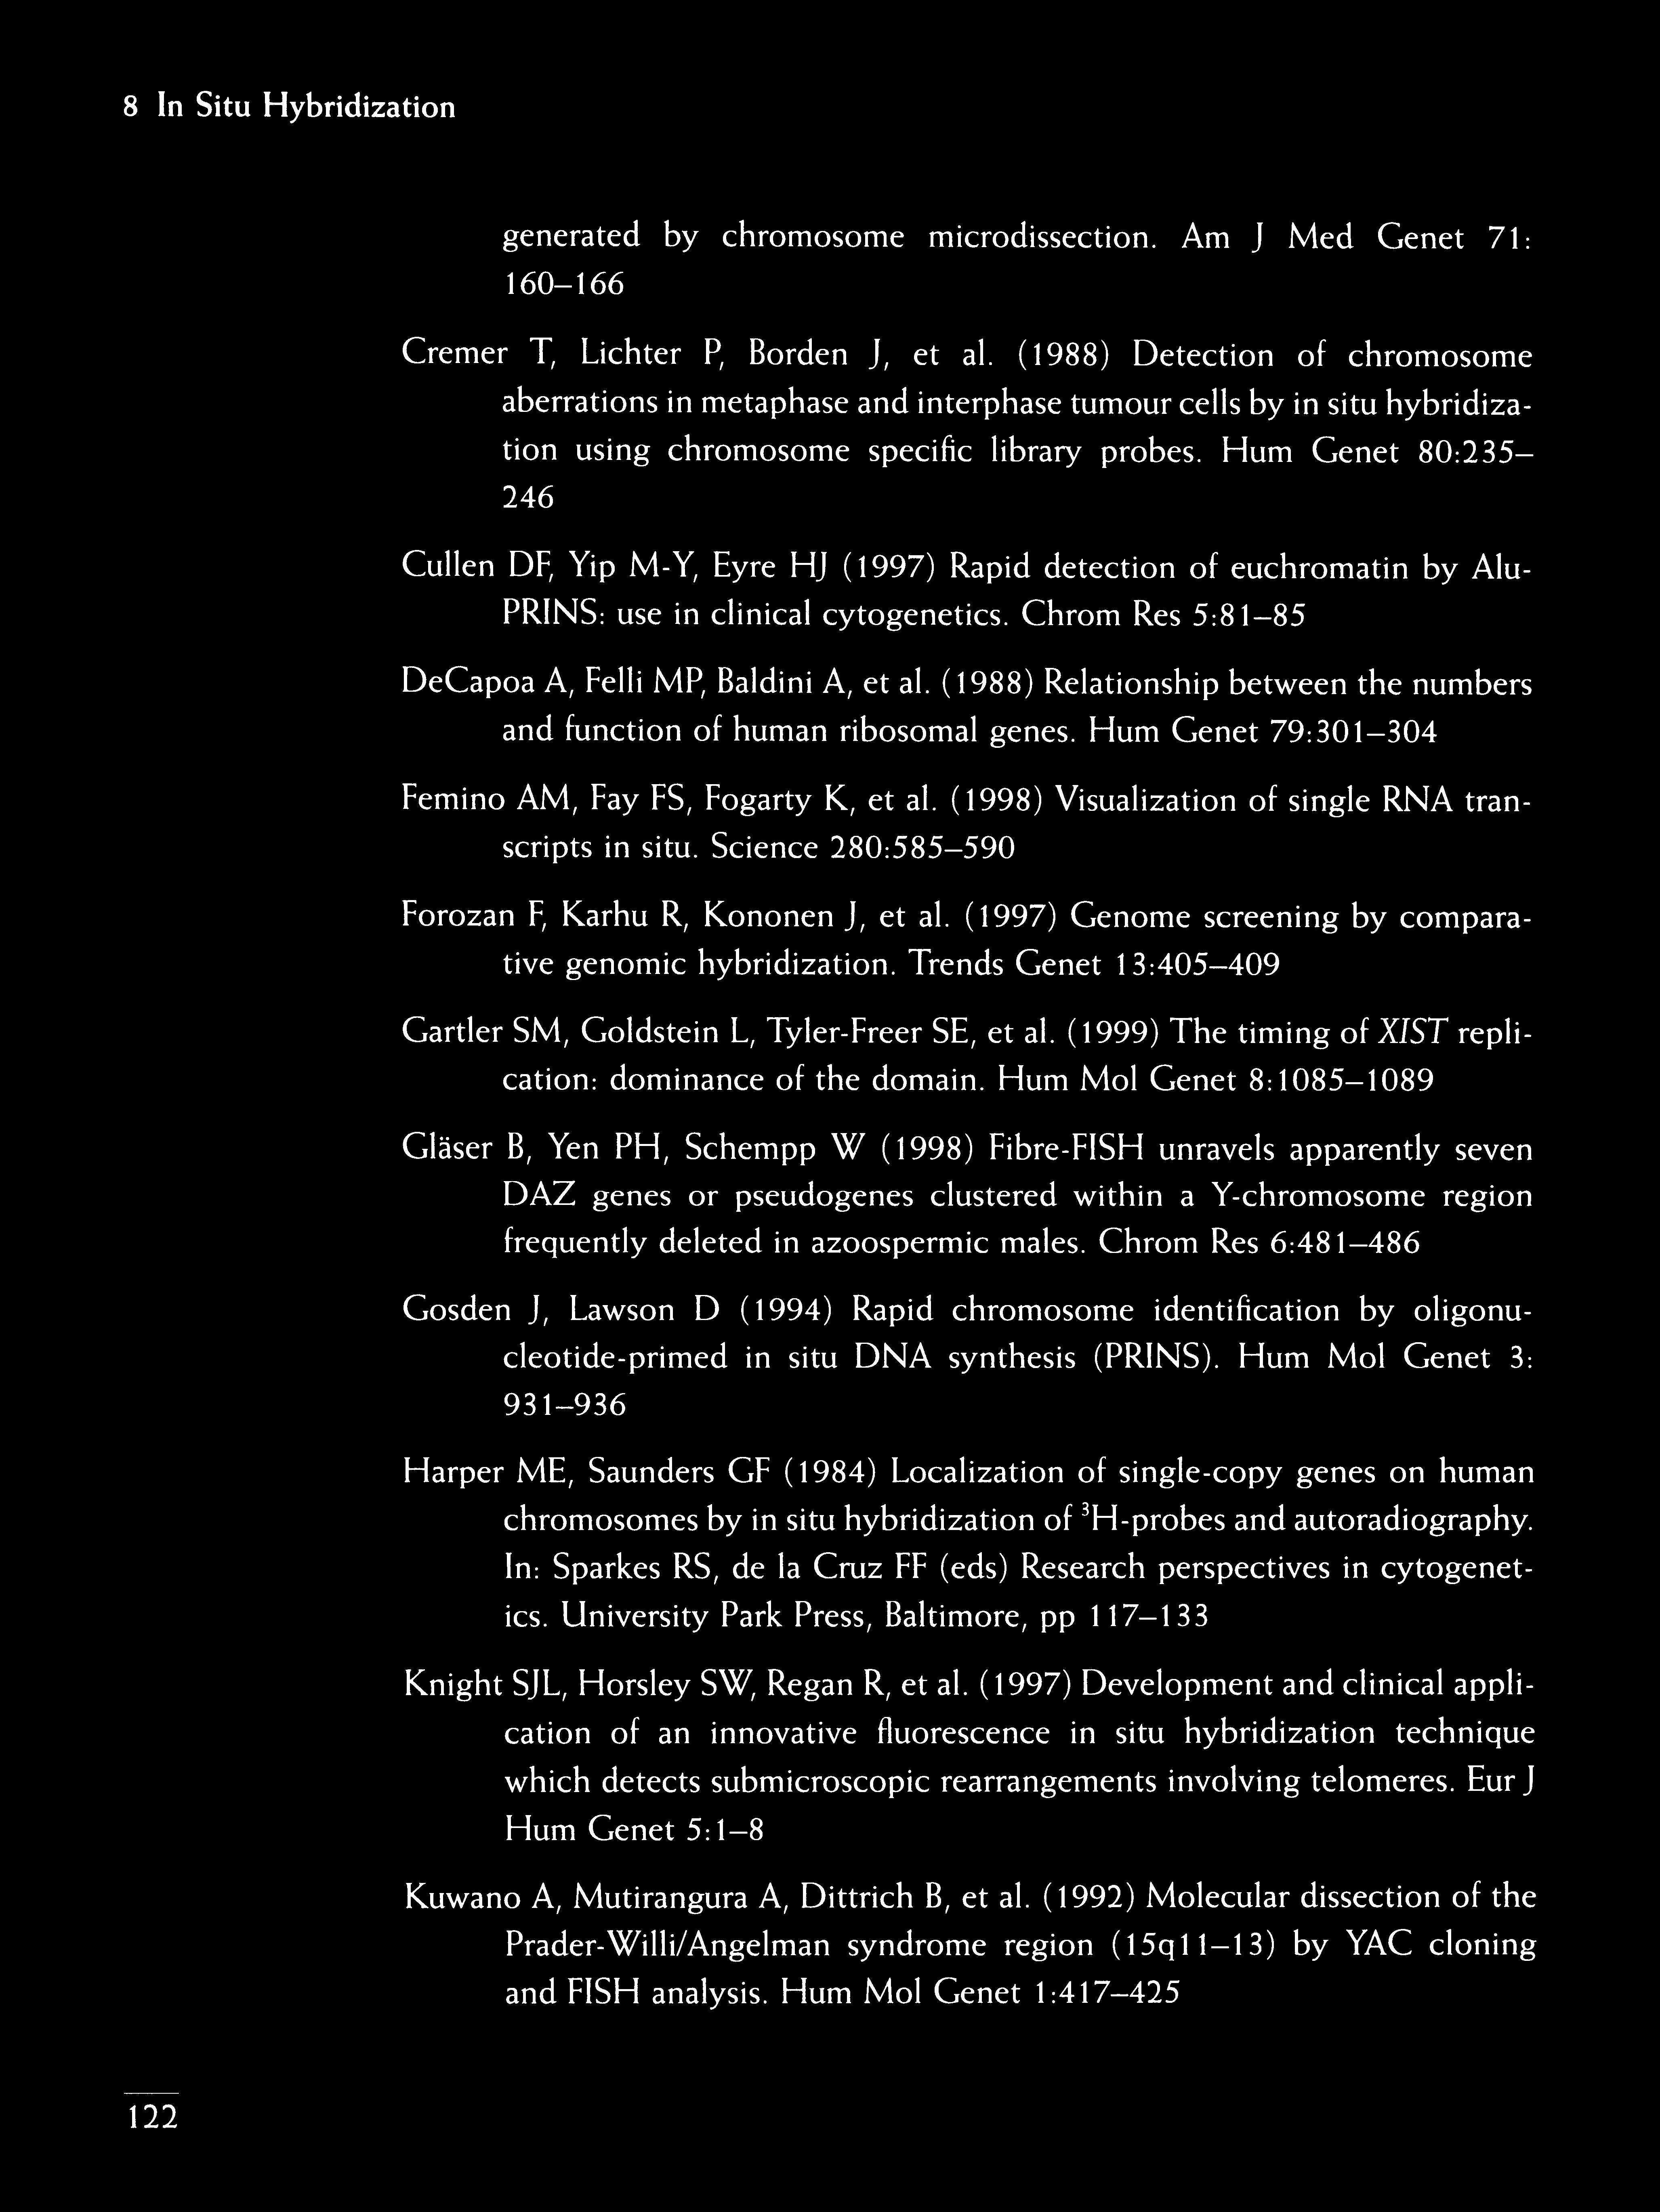 8 In Situ Hybridization
generated by chromosome microdissection. Am J Med Genet 71:
160–166
Cremer T, Lichter P, Borden J, et al. (1988) Detection of chromosome
aberrations in metaphase and interphase tumour cells by in situ hybridiza-
tion using chromosome specific library probes. Hum Genet 80:235–
246
Cullen DF, Yip M-Y, Eyre HJ (1997) Rapid detection of euchromatin by Alu-
PRINS: use in clinical cytogenetics. Chrom Res 5:81–85
DeCapoa A, Felli MP, Baldini A, et al. (1988) Relationship between the numbers
and function of human ribosomal genes. Hum Genet 79:301–304
Femino AM, Fay FS, Fogarty K, et al. (1998) Visualization of single RNA tran-
scripts in situ. Science 280:585–590
Forozan F, Karhu R, Kononen J, et al. (1997) Genome screening by compara-
tive genomic hybridization. Trends Genet 13:405–409
Gartler SM, Goldstein L, Tyler-Freer SE, et al. (1999) The timing of XIST repli-
cation: dominance of the domain. Hum Mol Genet 8:1085–1089
Gläser B, Yen PH, Schempp W (1998) Fibre-FISH unravels apparently seven
DAZ genes or pseudogenes clustered within a Y-chromosome region
frequently deleted in azoospermic males. Chrom Res 6:481–486
Gosden J, Lawson D (1994) Rapid chromosome identification by oligonu-
cleotide-primed in situ DNA synthesis (PRINS). Hum Mol Genet 3:
931–936
Harper ME, Saunders GF (1984) Localization of single-copy genes on human
chromosomes by in situ hybridization of ³H-probes and autoradiography.
In: Sparkes RS, de la Cruz FF (eds) Research perspectives in cytogenet-
ics. University Park Press, Baltimore, pp 117–133
Knight SJL, Horsley SW, Regan R, et al. (1997) Development and clinical appli-
cation of an innovative fluorescence in situ hybridization technique
which detects submicroscopic rearrangements involving telomeres. Eur J
Hum Genet 5:1–8
Kuwano A, Mutirangura A, Dittrich B, et al. (1992) Molecular dissection of the
Prader-Willi/Angelman syndrome region (15q11–13) by YAC cloning
and FISH analysis. Hum Mol Genet 1:417–425
122